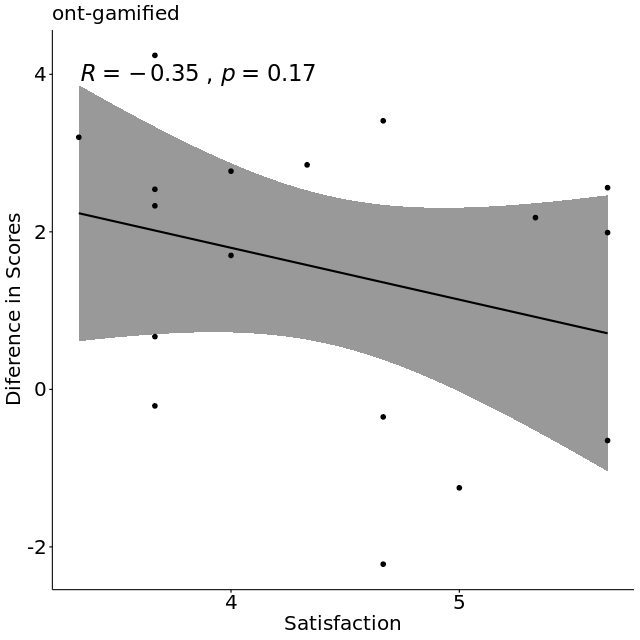 ont-gamified
R = −0.35 , p = 0.17
4
2
0
-2
Diference in Scores
4
5
Satisfaction